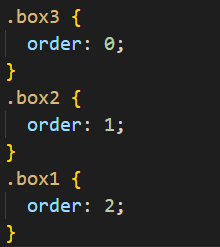 .box3 {
  order: 0;
}
.box2 {
  order: 1;
}
.box1 {
  order: 2;
}